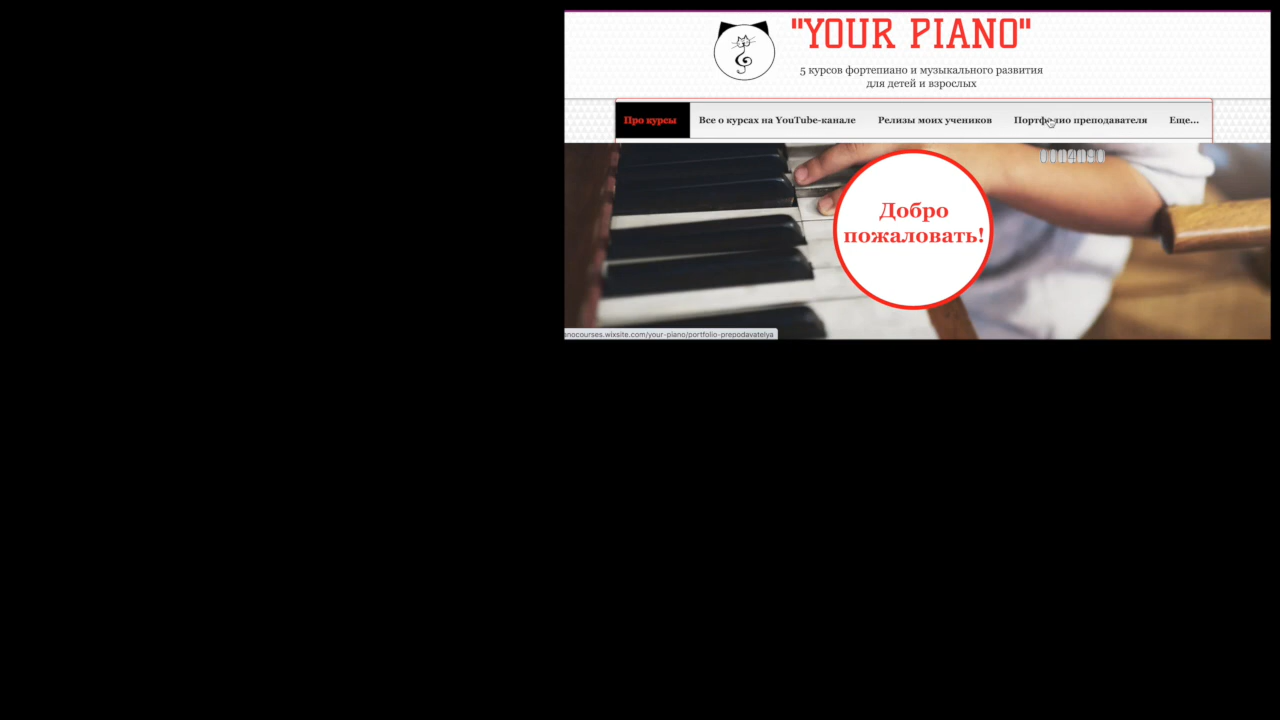 "YOUR PIANO"
5 курсов фортепиано и музыкального развития
для детей и взрослых
Про курсы
Все о курсах на YouTube-канале
Релизы моих учеников
Портфолио преподавателя
Еще...
Добро
пожаловать!
anocourses.wixsite.com/your-piano/portfolio-prepodavatelya